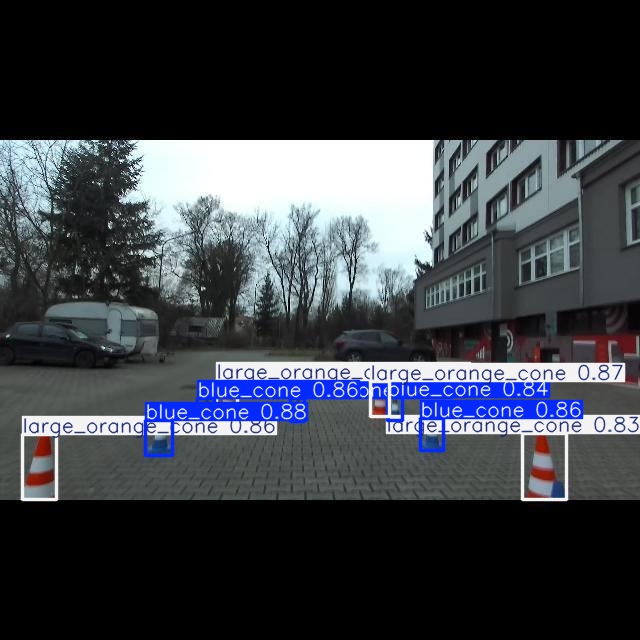 large_orange_c
large_orange_cone 0.87
blue_cone 0.86
blue_cone 0.84
blue_cone 0.88
blue_cone 0.86
large_orange_cone 0.86
large_orange_cone 0.83